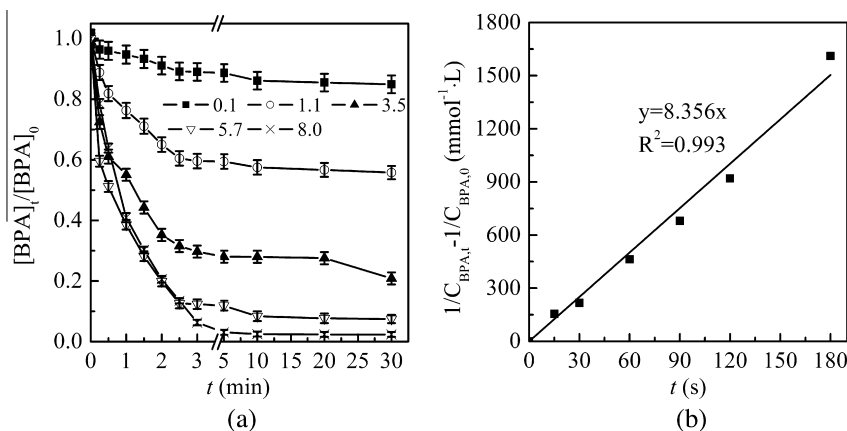 (a)
[BPA]t/[BPA]0
1.0
0.8
0.6
0.4
0.2
0.0
0.1 1.1 3.5
5.7 8.0
0 1 2 3 5 10 20 30
t (min)
(b)
1/C_BPA,t-1/C_BPA,0 (mmol⁻¹·L)
1800
1500
1200
900
600
300
0
y=8.356x
R²=0.993
0 30 60 90 120 150 180
t (s)